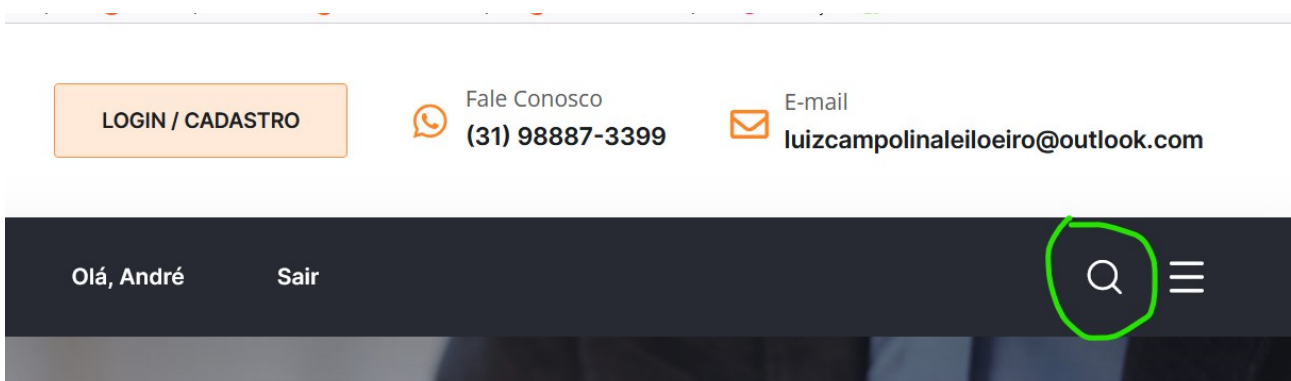 LOGIN / CADASTRO
Fale Conosco
(31) 98887-3399
E-mail
luizcampolinaleiloeiro@outlook.com
Olá, André
Sair